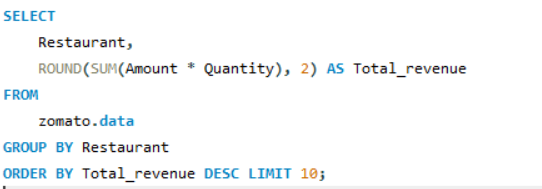 SELECT
    Restaurant,
    ROUND(SUM(Amount * Quantity), 2) AS Total_revenue
FROM
    zomato.data
GROUP BY Restaurant
ORDER BY Total_revenue DESC LIMIT 10;